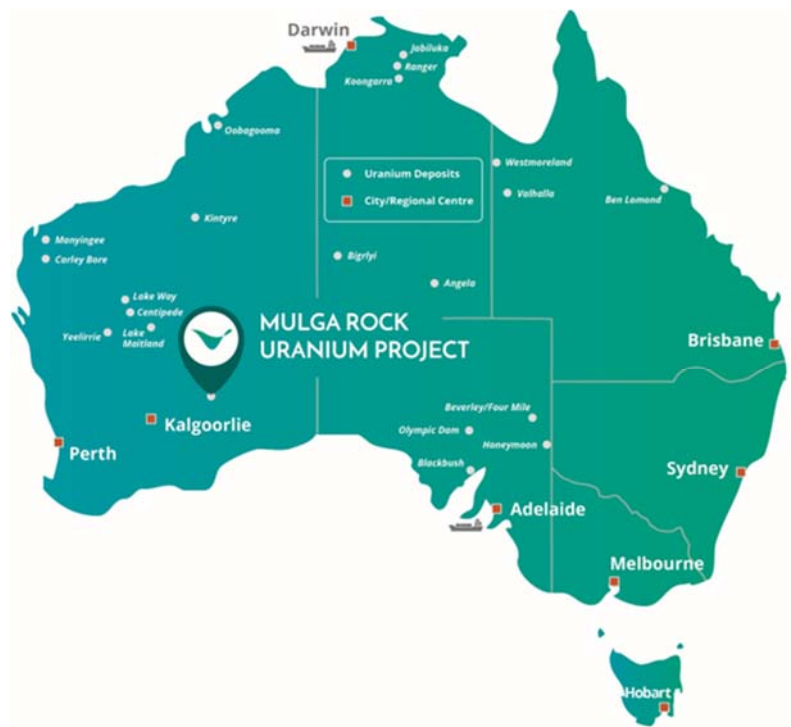 Darwin
Jabiluka
Ranger
Koongarra
Oobagooma
Westmoreland
Uranium Deposits
Valhalla
Ben Lomond
City/Regional Centre
Kintyre
Manyingee
Bigrlyi
Carley Bore
Angela
Lake Way
Centipede
MULGA ROCK
URANIUM PROJECT
Yeelirrie
Lake
Maitland
Brisbane
Beverley/Four Mile
Kalgoorlie
Olympic Dam
Honeymoon
Perth
Blackbush
Sydney
Adelaide
Melbourne
Hobart